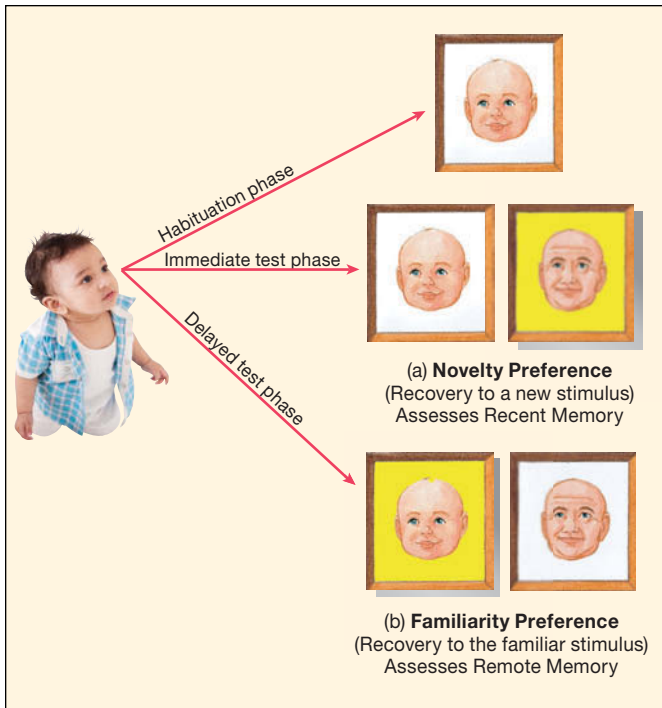 Habituation phase
Immediate test phase
Delayed test phase
(a) Novelty Preference
(Recovery to a new stimulus)
Assesses Recent Memory
(b) Familiarity Preference
(Recovery to the familiar stimulus)
Assesses Remote Memory